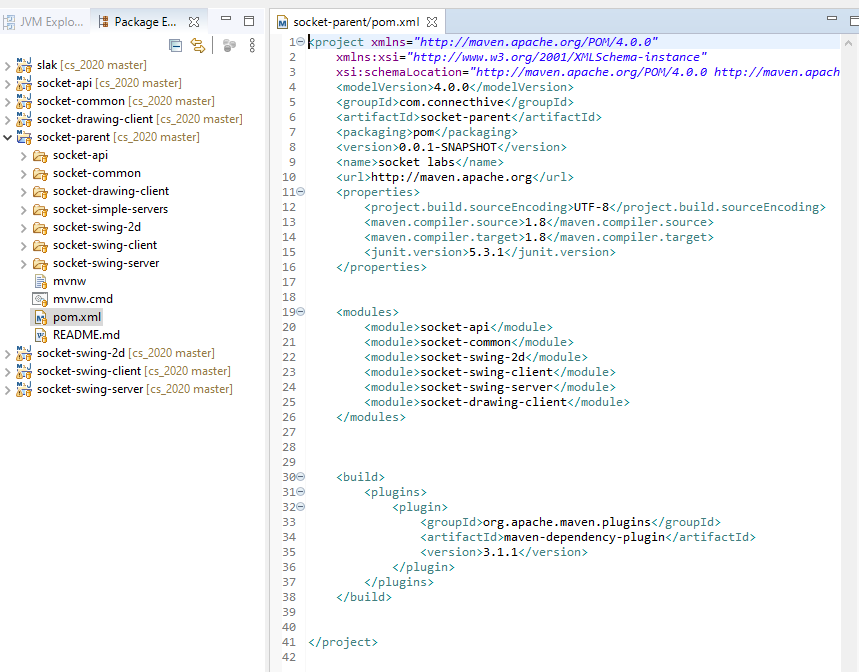 JVM Explo...
Package E...
slak [cs_2020 master]
socket-api [cs_2020 master]
socket-common [cs_2020 master]
socket-drawing-client [cs_2020 master]
socket-parent [cs_2020 master]
socket-api
socket-common
socket-drawing-client
socket-simple-servers
socket-swing-2d
socket-swing-client
socket-swing-server
mvnw
mvnw.cmd
pom.xml
README.md
socket-swing-2d [cs_2020 master]
socket-swing-client [cs_2020 master]
socket-swing-server [cs_2020 master]
socket-parent/pom.xml
1 <project xmlns="http://maven.apache.org/POM/4.0.0"
2 xmlns:xsi="http://www.w3.org/2001/XMLSchema-instance"
3 xsi:schemaLocation="http://maven.apache.org/POM/4.0.0 http://maven.apach
4 <modelVersion>4.0.0</modelVersion>
5 <groupId>com.connecthive</groupId>
6 <artifactId>socket-parent</artifactId>
7 <packaging>pom</packaging>
8 <version>0.0.1-SNAPSHOT</version>
9 <name>socket labs</name>
10 <url>http://maven.apache.org</url>
11 <properties>
12 <project.build.sourceEncoding>UTF-8</project.build.sourceEncoding>
13 <maven.compiler.source>1.8</maven.compiler.source>
14 <maven.compiler.target>1.8</maven.compiler.target>
15 <junit.version>5.3.1</junit.version>
16 </properties>
17
18
19 <modules>
20 <module>socket-api</module>
21 <module>socket-common</module>
22 <module>socket-swing-2d</module>
23 <module>socket-swing-client</module>
24 <module>socket-swing-server</module>
25 <module>socket-drawing-client</module>
26 </modules>
27
28
29
30 <build>
31 <plugins>
32 <plugin>
33 <groupId>org.apache.maven.plugins</groupId>
34 <artifactId>maven-dependency-plugin</artifactId>
35 <version>3.1.1</version>
36 </plugin>
37 </plugins>
38 </build>
39
40
41 </project>
42